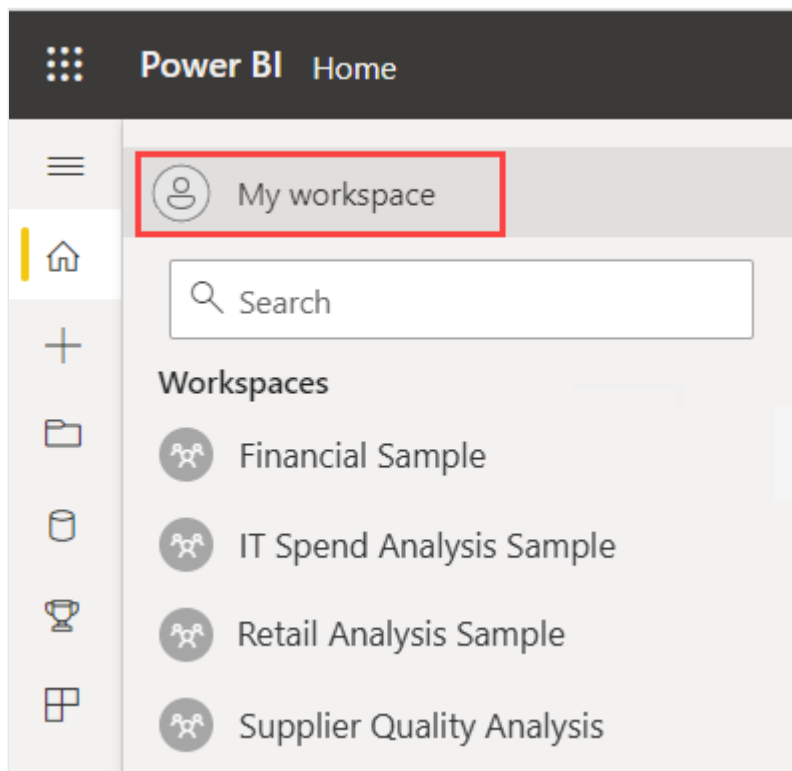 Power BI Home
My workspace
Search
Workspaces
Financial Sample
IT Spend Analysis Sample
Retail Analysis Sample
Supplier Quality Analysis